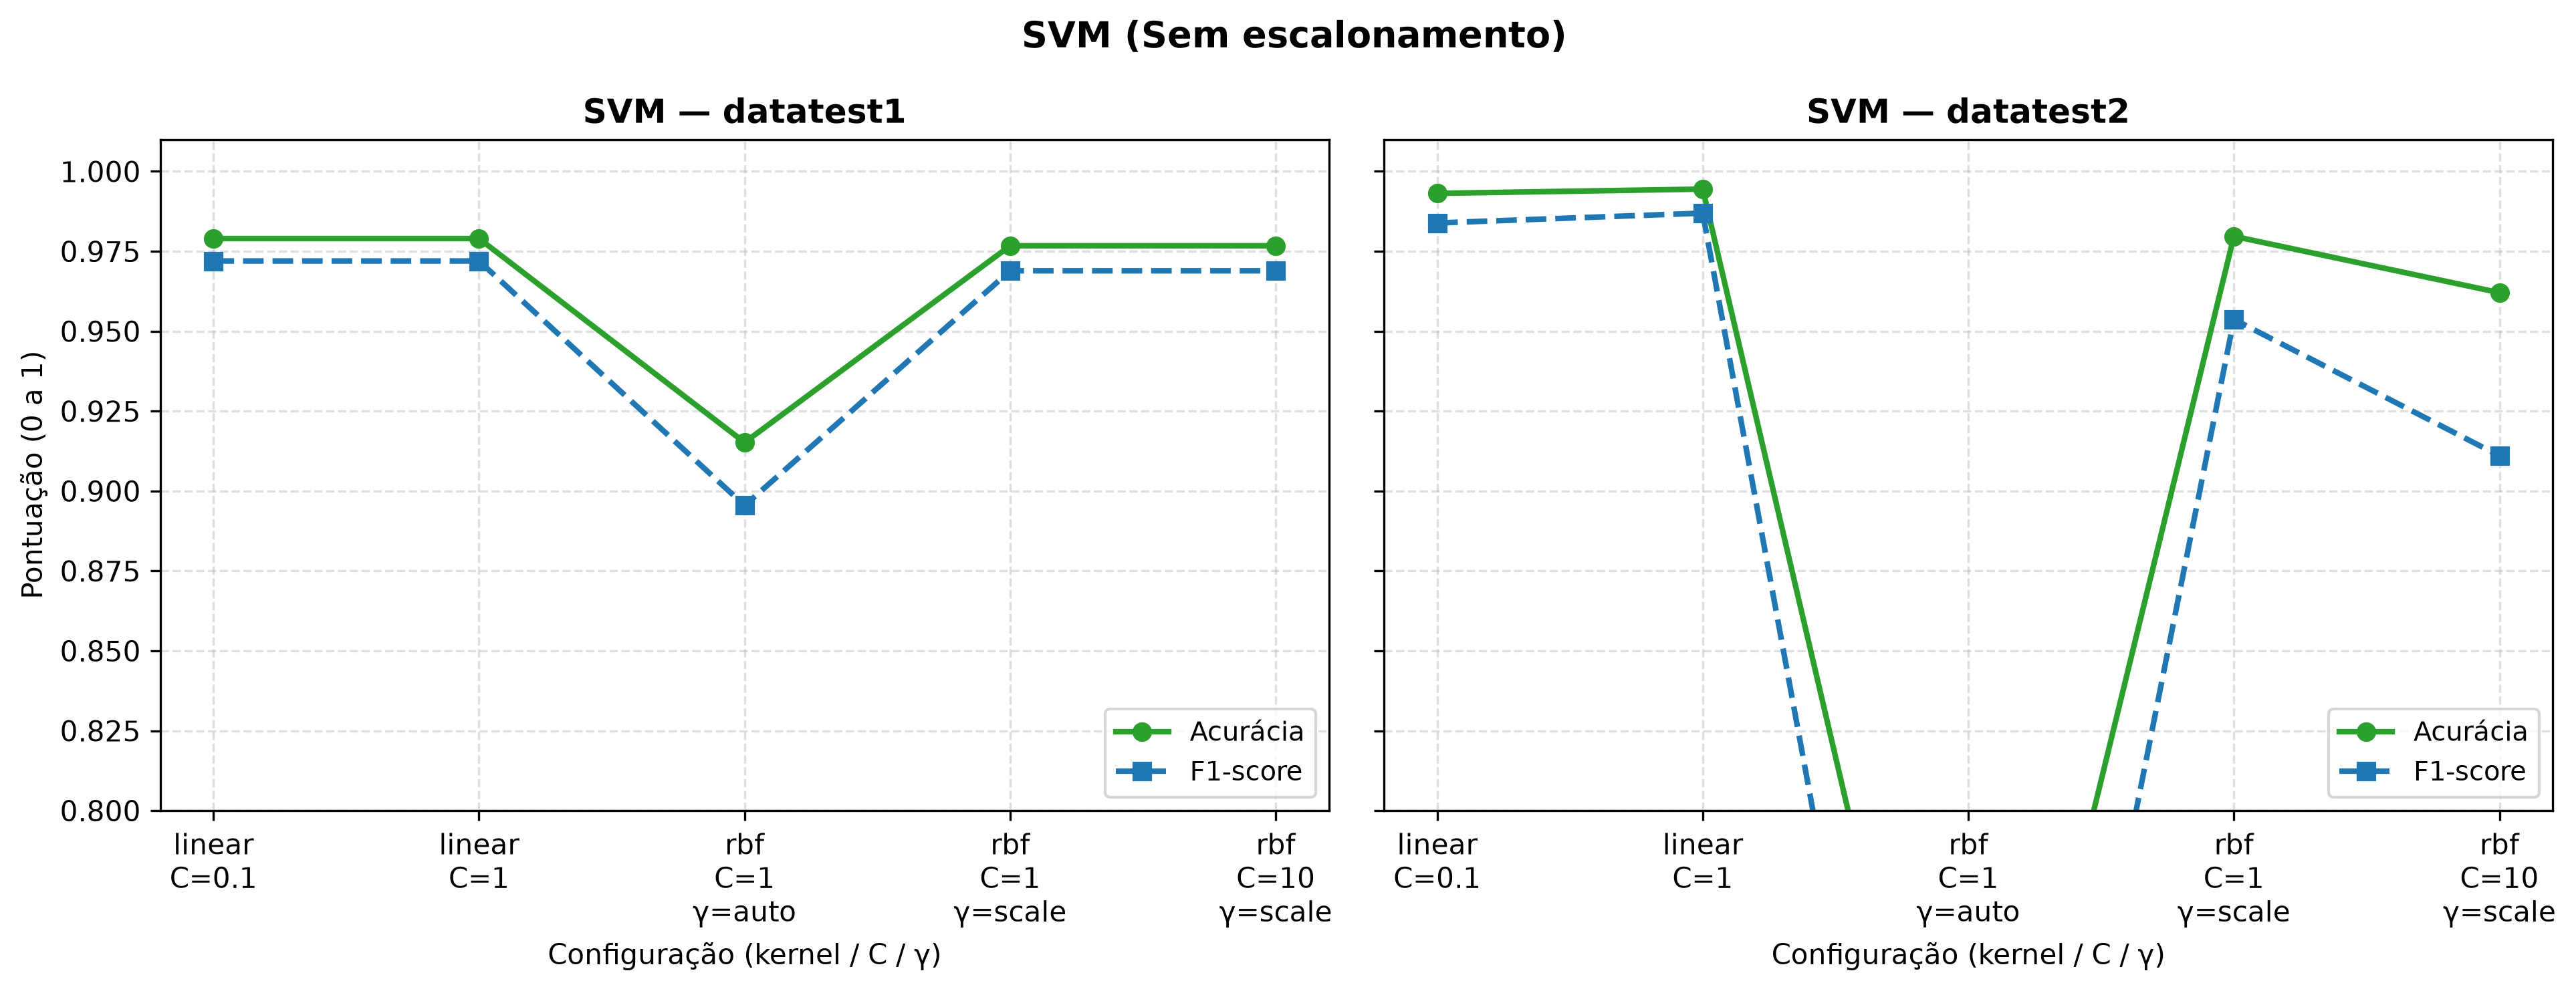 SVM (Sem escalonamento)
SVM — datatest1
Pontuação (0 a 1)
1.000
0.975
0.950
0.925
0.900
0.875
0.850
0.825
0.800
Acurácia
F1-score
linear
C=0.1
linear
C=1
rbf
C=1
γ=auto
rbf
C=1
γ=scale
rbf
C=10
γ=scale
Configuração (kernel / C / γ)
SVM — datatest2
Acurácia
F1-score
linear
C=0.1
linear
C=1
rbf
C=1
γ=auto
rbf
C=1
γ=scale
rbf
C=10
γ=scale
Configuração (kernel / C / γ)